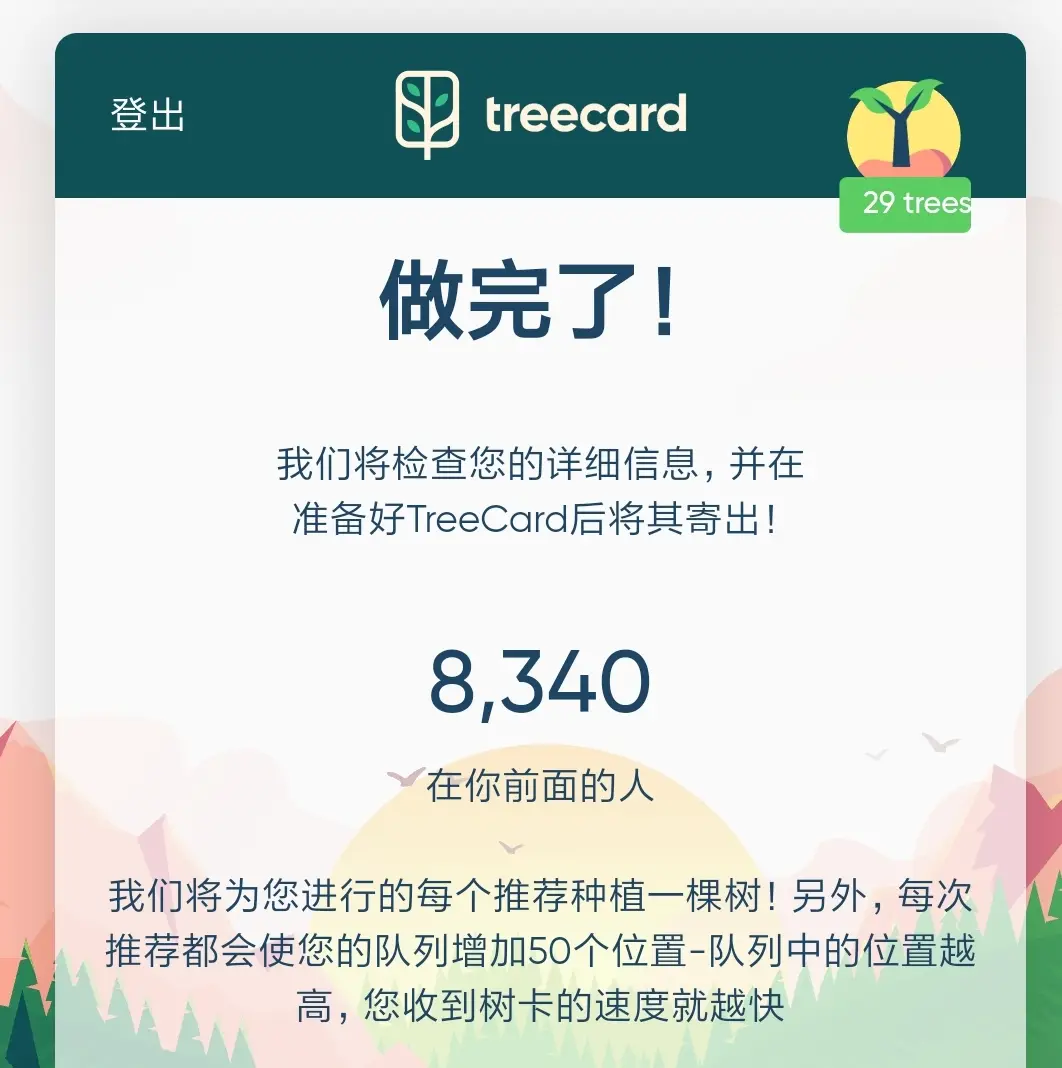 登出
treecard
29 trees
做完了！
我们将检查您的详细信息，并在
准备好TreeCard后将其寄出！
8,340
在你前面的人
我们将为您进行的每个推荐种植一棵树！另外，每次
推荐都会使您的队列增加50个位置-队列中的位置越
高，您收到树卡的速度就越快